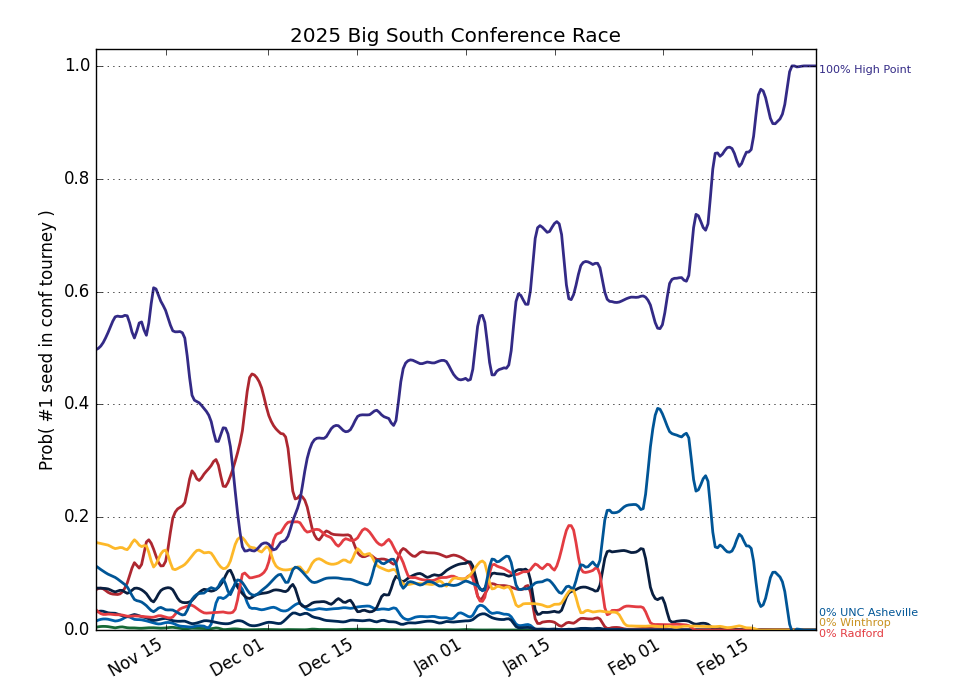 2025 Big South Conference Race
Prob( #1 seed in conf tourney )
1.0
0.8
0.6
0.4
0.2
0.0
Nov 15
Dec 01
Dec 15
Jan 01
Jan 15
Feb 01
Feb 15
100% High Point
0% UNC Asheville
0% Winthrop
0% Radford